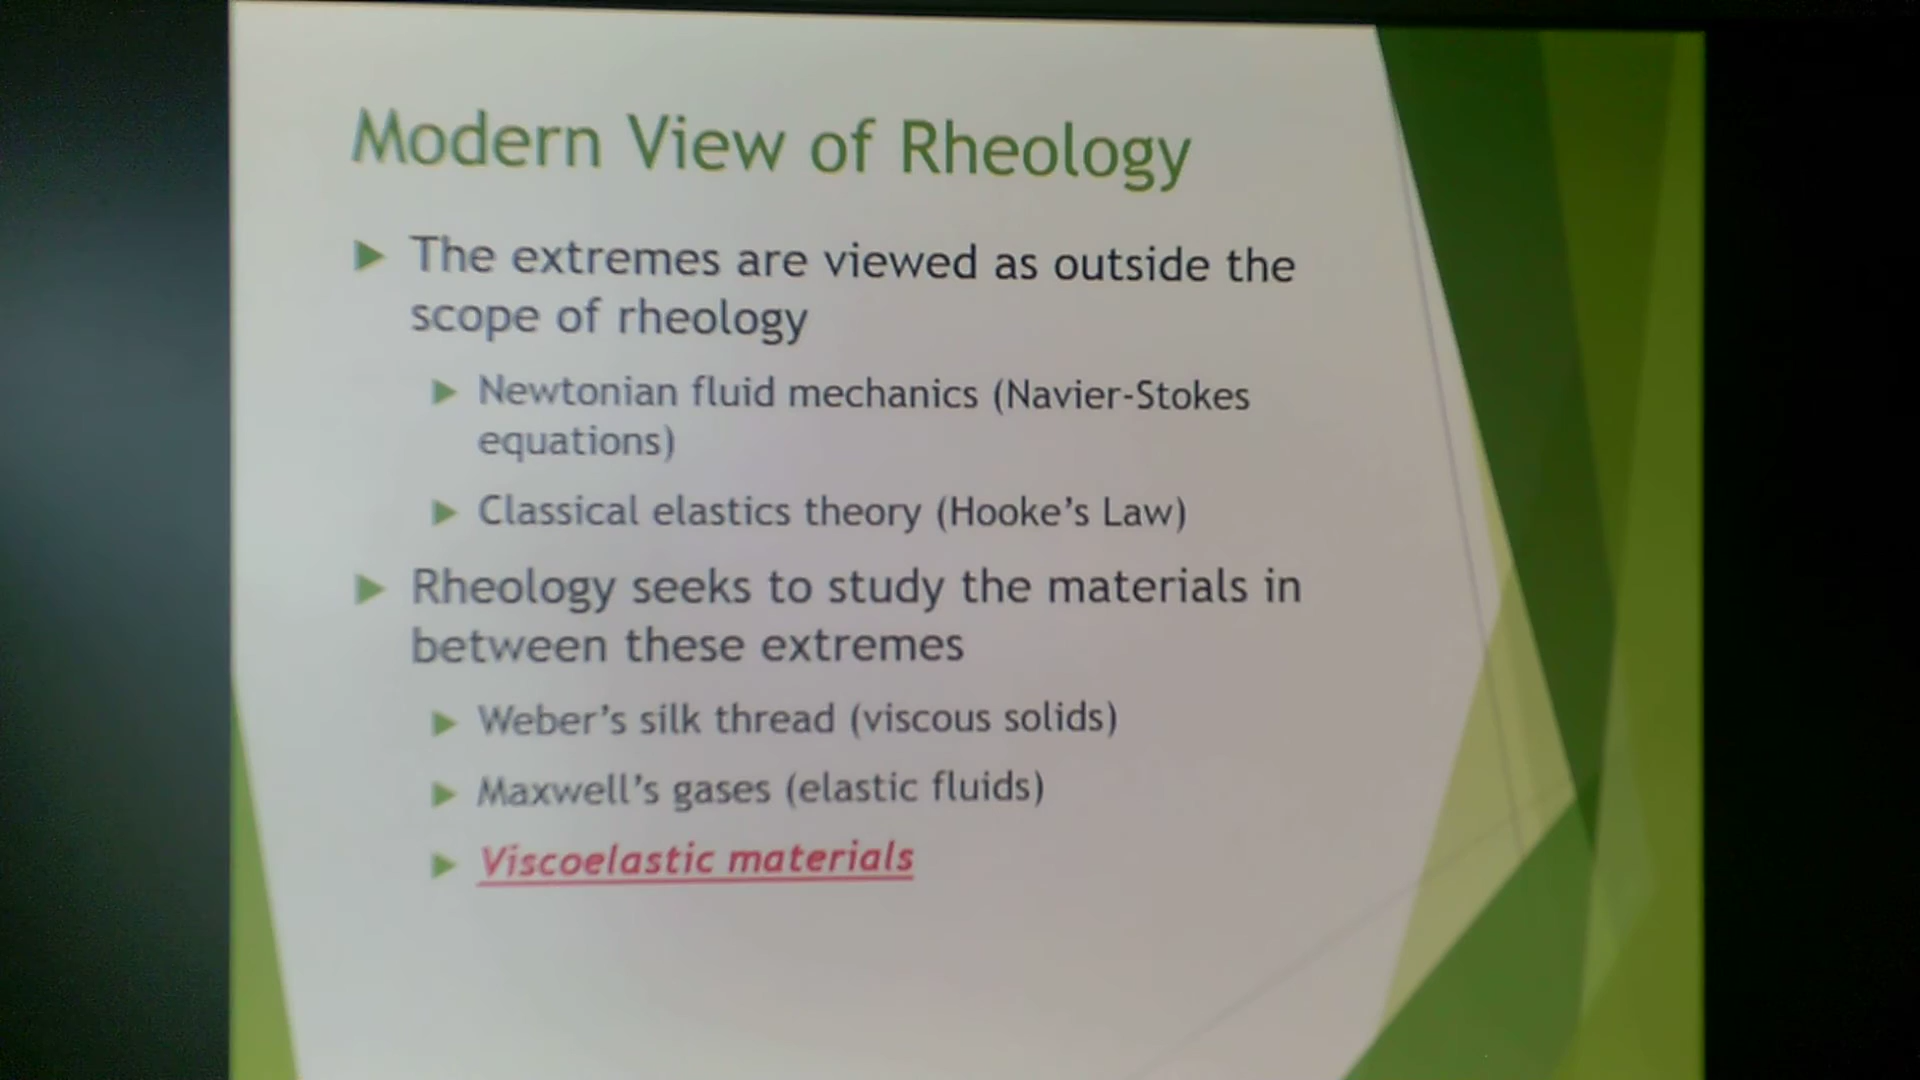 Modern View of Rheology
The extremes are viewed as outside the
scope of rheology
Newtonian fluid mechanics (Navier-Stokes
equations)
Classical elastics theory (Hooke's Law)
Rheology seeks to study the materials in
between these extremes
Weber's silk thread (viscous solids)
Maxwell's gases (elastic fluids)
Viscoelastic materials